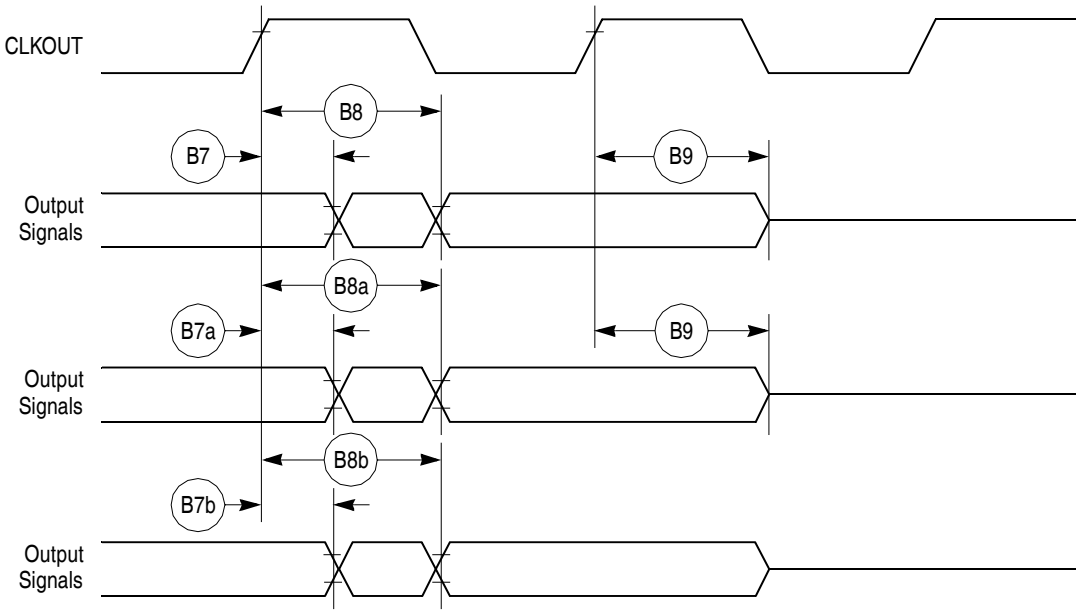 CLKOUT
B8
B7
B9
Output
Signals
B8a
B7a
B9
Output
Signals
B8b
B7b
Output
Signals